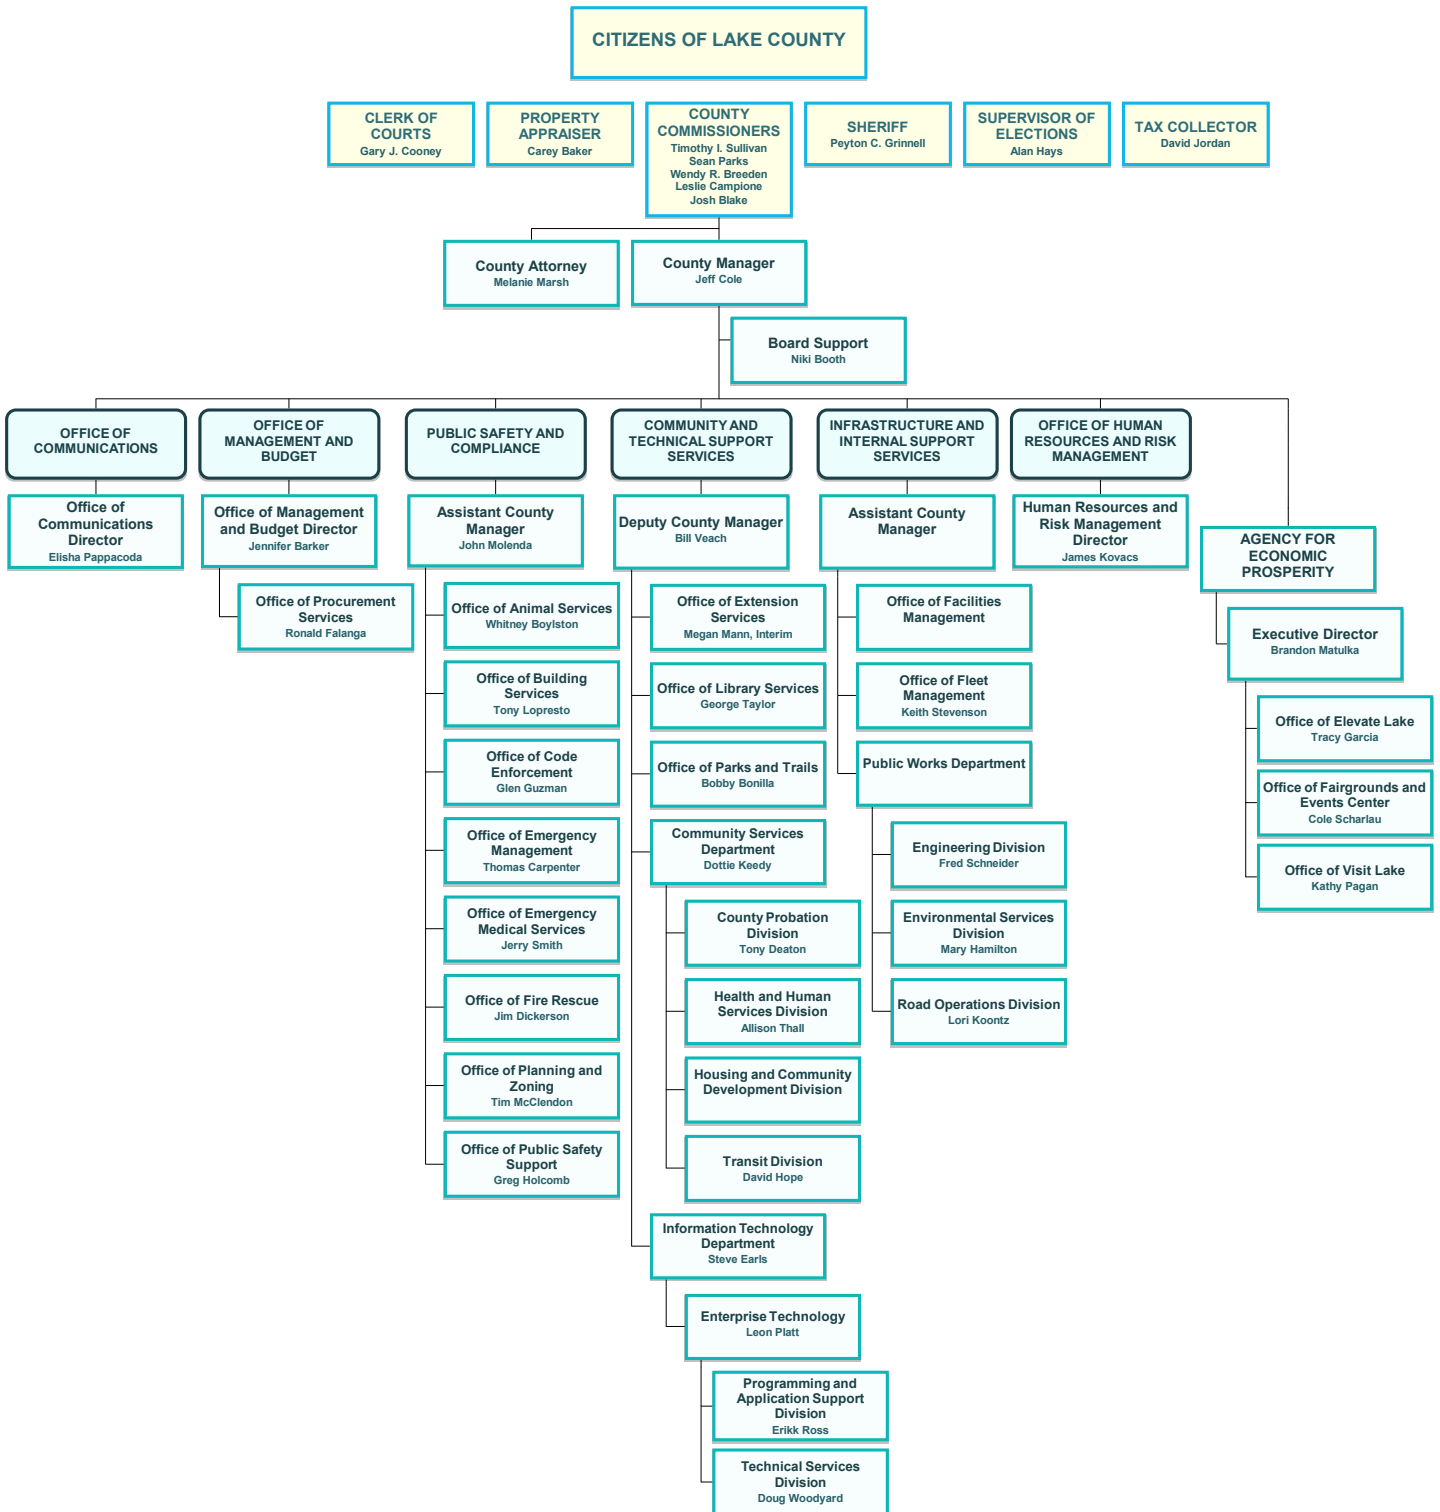 CITIZENS OF LAKE COUNTY
CLERK OF
COURTS
Gary J. Cooney
PROPERTY
APPRAISER
Carey Baker
COUNTY
COMMISSIONERS
Timothy I. Sullivan
Sean Parks
Wendy R. Breeden
Leslie Campione
Josh Blake
SHERIFF
Peyton C. Grinnell
SUPERVISOR OF
ELECTIONS
Alan Hays
TAX COLLECTOR
David Jordan
County Attorney
Melanie Marsh
County Manager
Jeff Cole
Board Support
Niki Booth
OFFICE OF
COMMUNICATIONS
OFFICE OF
MANAGEMENT AND
BUDGET
PUBLIC SAFETY AND
COMPLIANCE
COMMUNITY AND
TECHNICAL SUPPORT
SERVICES
INFRASTRUCTURE AND
INTERNAL SUPPORT
SERVICES
OFFICE OF HUMAN
RESOURCES AND RISK
MANAGEMENT
Office of
Communications
Director
Elisha Pappacoda
Office of Management
and Budget Director
Jennifer Barker
Office of Procurement
Services
Ronald Falanga
Assistant County
Manager
John Molenda
Office of Animal Services
Whitney Boylston
Office of Building
Services
Tony Lopresto
Office of Code
Enforcement
Glen Guzman
Office of Emergency
Management
Thomas Carpenter
Office of Emergency
Medical Services
Jerry Smith
Office of Fire Rescue
Jim Dickerson
Office of Planning and
Zoning
Tim McClendon
Office of Public Safety
Support
Greg Holcomb
Deputy County Manager
Bill Veach
Office of Extension
Services
Megan Mann, Interim
Office of Library Services
George Taylor
Office of Parks and Trails
Bobby Bonilla
Community Services
Department
Dottie Keedy
County Probation
Division
Tony Deaton
Health and Human
Services Division
Allison Thall
Housing and Community
Development Division
Transit Division
David Hope
Information Technology
Department
Steve Earls
Enterprise Technology
Leon Platt
Programming and
Application Support
Division
Erikk Ross
Technical Services
Division
Doug Woodyard
Assistant County
Manager
Office of Facilities
Management
Office of Fleet
Management
Keith Stevenson
Public Works Department
Engineering Division
Fred Schneider
Environmental Services
Division
Mary Hamilton
Road Operations Division
Lori Koontz
Human Resources and
Risk Management
Director
James Kovacs
AGENCY FOR
ECONOMIC
PROSPERITY
Executive Director
Brandon Matulka
Office of Elevate Lake
Tracy Garcia
Office of Fairgrounds and
Events Center
Cole Scharlau
Office of Visit Lake
Kathy Pagan